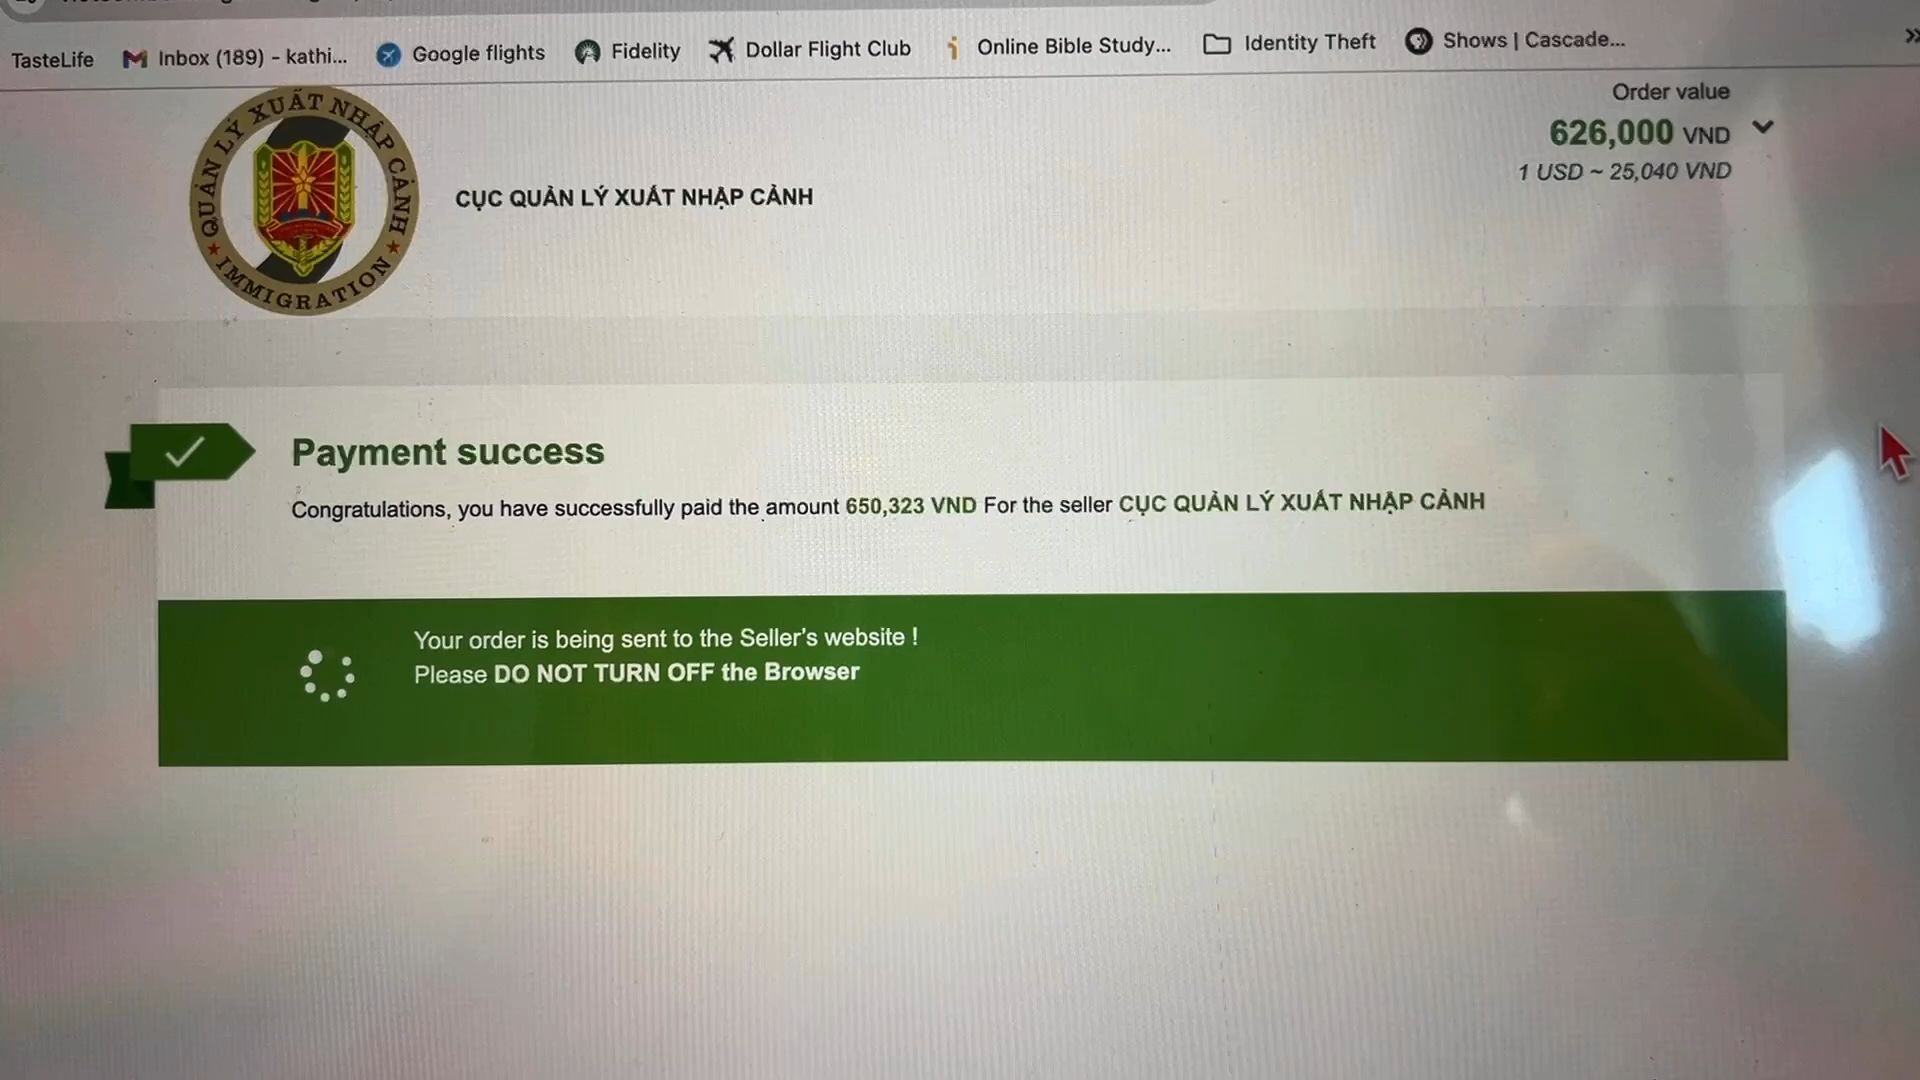 TasteLife
Inbox (189) - kathi...
Google flights
Fidelity
Dollar Flight Club
Online Bible Study...
Identity Theft
Shows | Cascade...
»
QUẢN LÝ XUẤT NHẬP CẢNH
IMMIGRATION
CỤC QUẢN LÝ XUẤT NHẬP CẢNH
Order value
626,000 VND
1 USD ~ 25,040 VND
Payment success
Congratulations, you have successfully paid the amount 650,323 VND For the seller CỤC QUẢN LÝ XUẤT NHẬP CẢNH
Your order is being sent to the Seller's website !
Please DO NOT TURN OFF the Browser